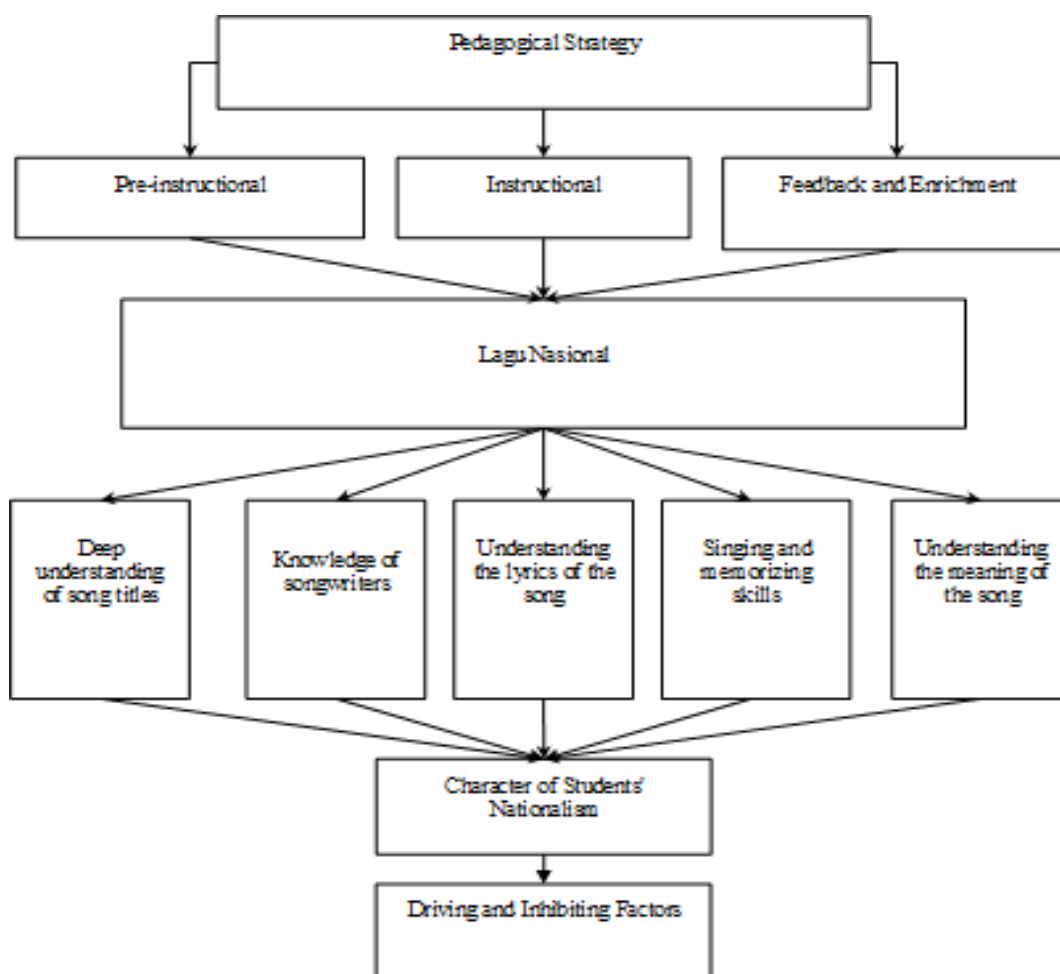 Pedagogical Strategy
Pre-instructional
Instructional
Feedback and Enrichment
Lagu Nasional
Deep
understanding
of song titles
Knowledge of
songwriters
Understanding
the lyrics of the
song
Singing and
memorizing
skills
Understanding
the meaning of
the song
Character of Students'
Nationalism
Driving and Inhibiting Factors